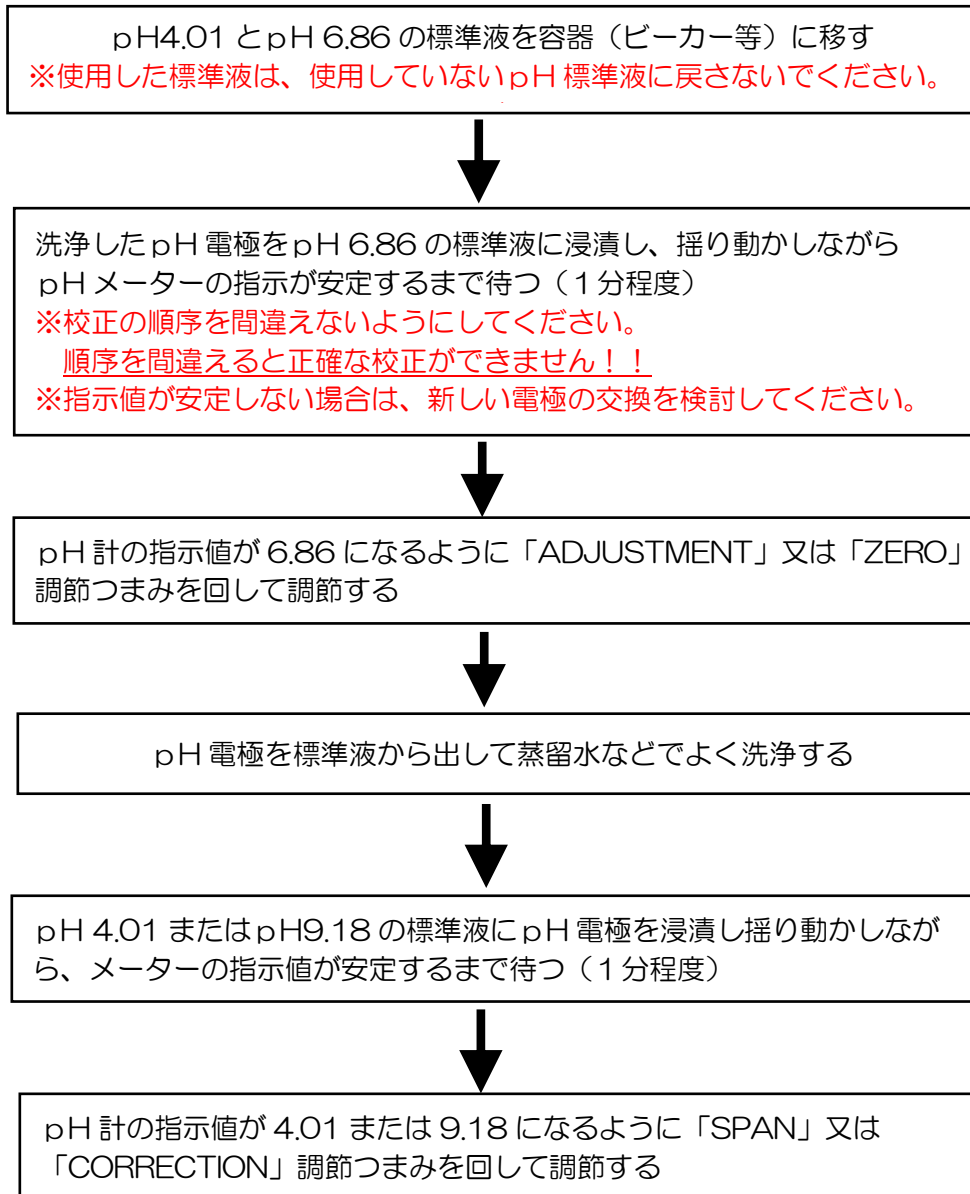 ｐH4.01 とｐH 6.86 の標準液を容器（ビーカー等）に移す
※使用した標準液は、使用していないｐH 標準液に戻さないでください。
洗浄したｐH 電極をｐH 6.86 の標準液に浸漬し、揺り動かしながら
ｐH メーターの指示が安定するまで待つ（１分程度）
※校正の順序を間違えないようにしてください。
順序を間違えると正確な校正ができません！！
※指示値が安定しない場合は、新しい電極の交換を検討してください。
ｐH 計の指示値が 6.86 になるように「ADJUSTMENT」又は「ZERO」
調節つまみを回して調節する
ｐH 電極を標準液から出して蒸留水などでよく洗浄する
ｐH 4.01 またはｐH9.18 の標準液にｐH 電極を浸漬し揺り動かしなが
ら、メーターの指示値が安定するまで待つ（１分程度）
ｐH 計の指示値が 4.01 または 9.18 になるように「SPAN」又は
「CORRECTION」調節つまみを回して調節する